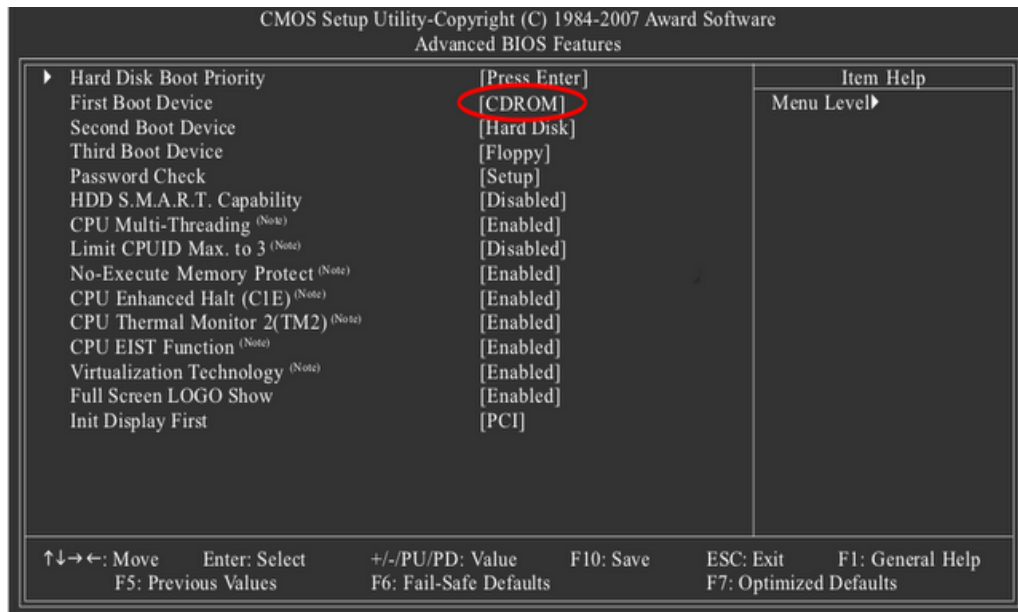 CMOS Setup Utility-Copyright (C) 1984-2007 Award Software
Advanced BIOS Features
Hard Disk Boot Priority [Press Enter] Item Help
First Boot Device [CDROM] Menu Level
Second Boot Device [Hard Disk]
Third Boot Device [Floppy]
Password Check [Setup]
HDD S.M.A.R.T. Capability [Disabled]
CPU Multi-Threading (Note) [Enabled]
Limit CPUID Max. to 3 (Note) [Disabled]
No-Execute Memory Protect (Note) [Enabled]
CPU Enhanced Halt (C1E) (Note) [Enabled]
CPU Thermal Monitor 2(TM2) (Note) [Enabled]
CPU EIST Function (Note) [Enabled]
Virtualization Technology (Note) [Enabled]
Full Screen LOGO Show [Enabled]
Init Display First [PCI]
↑↓→←: Move Enter: Select +/-/PU/PD: Value F10: Save ESC: Exit F1: General Help
F5: Previous Values F6: Fail-Safe Defaults F7: Optimized Defaults